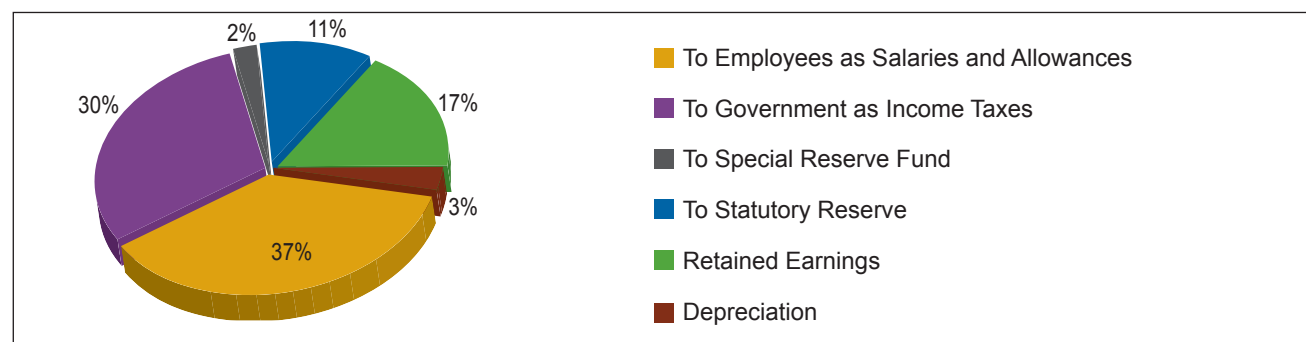 2%
11%
30%
17%
3%
37%
To Employees as Salaries and Allowances
To Government as Income Taxes
To Special Reserve Fund
To Statutory Reserve
Retained Earnings
Depreciation